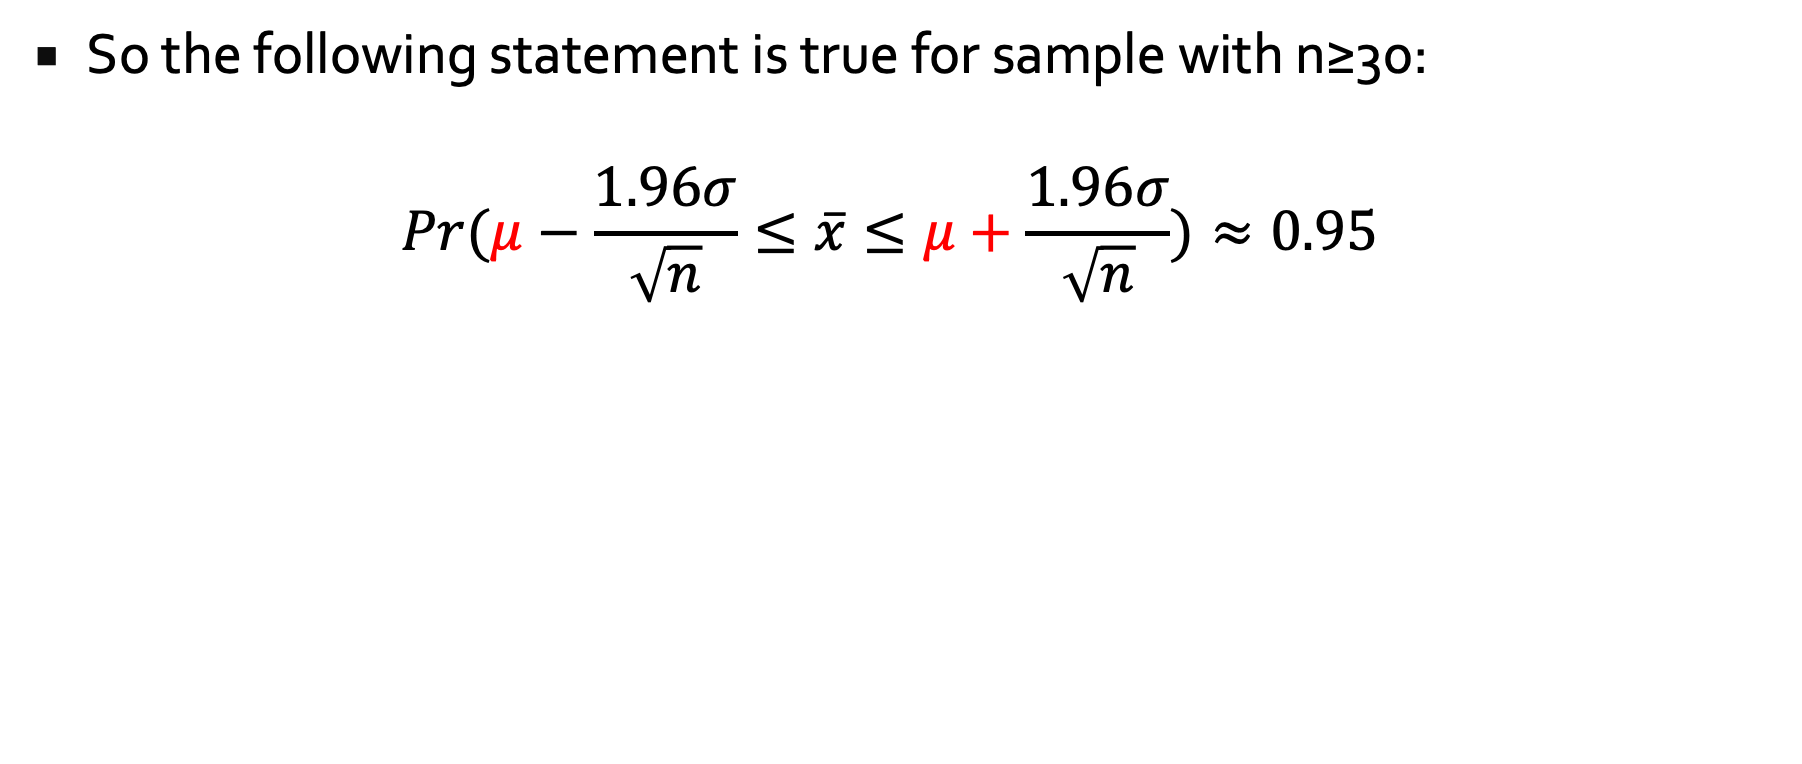 ▪ So the following statement is true for sample with n≥30:
Pr(μ − 1.96σ/√n ≤ x̄ ≤ μ + 1.96σ/√n) ≈ 0.95